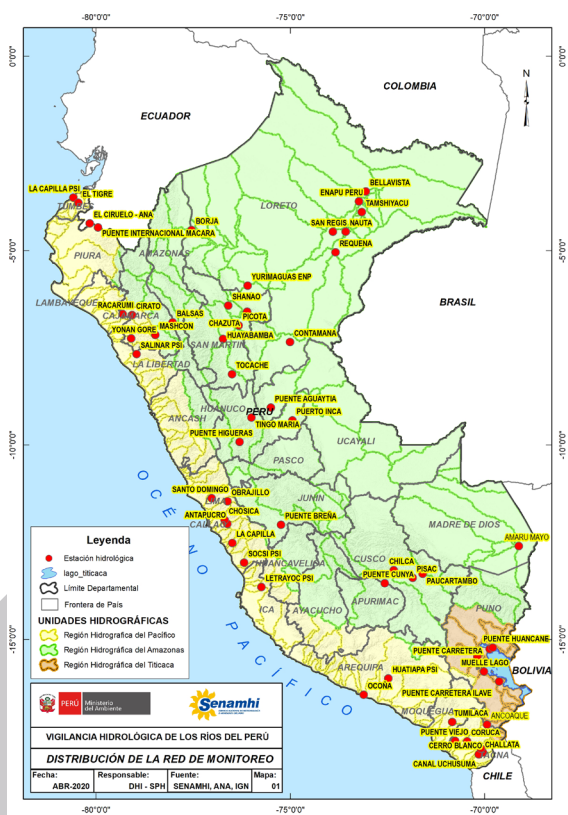 -80°0'0"
-75°0'0"
-70°0'0"
0°0'0"
0°0'0"
N
COLOMBIA
ECUADOR
BELLAVISTA
ENAPU PERU
TAMSHIYACU
LA CAPILLA PSI
EL TIGRE
TUMBES
LORETO
EL CIRUELO - ANA
BORJA
SAN REGIS
NAUTA
PUENTE INTERNACIONAL MACARA
REQUENA
-5°0'0"
-5°0'0"
PIURA
AMAZONAS
YURIMAGUAS ENP
SHANAO
LAMBAYEQUE
RACARUMI
CIRATO
BALSAS
PICOTA
BRASIL
CAJAMARCA
CHAZUTA
YONAN GORE
MASHCON
HUAYABAMBA
CONTAMANA
SALINAR PSI
SAN MARTIN
LA LIBERTAD
TOCACHE
PUENTE AGUAYTIA
HUANUCO
PERU
PUERTO INCA
ANCASH
TINGO MARIA
PUENTE HIGUERAS
UCAYALI
-10°0'0"
-10°0'0"
PASCO
SANTO DOMINGO
OBRAJILLO
JUNIN
LIMA
ANTAPUCRO
CHOSICA
PUENTE BREÑA
MADRE DE DIOS
CALLAO
LA CAPILLA
AMARU MAYO
OCÉANO PACÍFICO
SOCSI PSI
HUANCAVELICA
CUSCO
CHILCA
PISAC
LETRAYOC PSI
PUENTE CUNYA
PAUCARTAMBO
ICA
AYACUCHO
APURIMAC
PUNO
-15°0'0"
-15°0'0"
PUENTE HUANCANE
PUENTE CARRETERA
MUELLE LAGO
AREQUIPA
BOLIVIA
HUATIAPA PSI
OCOÑA
PUENTE CARRETERA ILAVE
MOQUEGUA
TUMILACA
ANCOAQUE
PUENTE VIEJO
CORUCA
CERRO BLANCO
CHALLATA
TACNA
CANAL UCHUSUMA
CHILE
Leyenda
Estación hidrológica
lago_titicaca
Límite Departamental
Frontera de País
UNIDADES HIDROGRÁFICAS
Región Hidrografica del Pacífico
Región Hidrografica del Amazonas
Región Hidrografica del Titicaca
PERÚ
Ministerio
del Ambiente
Senamhi
VIGILANCIA HIDROLÓGICA DE LOS RÍOS DEL PERÚ
DISTRIBUCIÓN DE LA RED DE MONITOREO
Fecha:
Responsable:
Fuente:
Mapa:
ABR-2020
DHI - SPH
SENAMHI, ANA, IGN
01
-80°0'0"
-75°0'0"
-70°0'0"